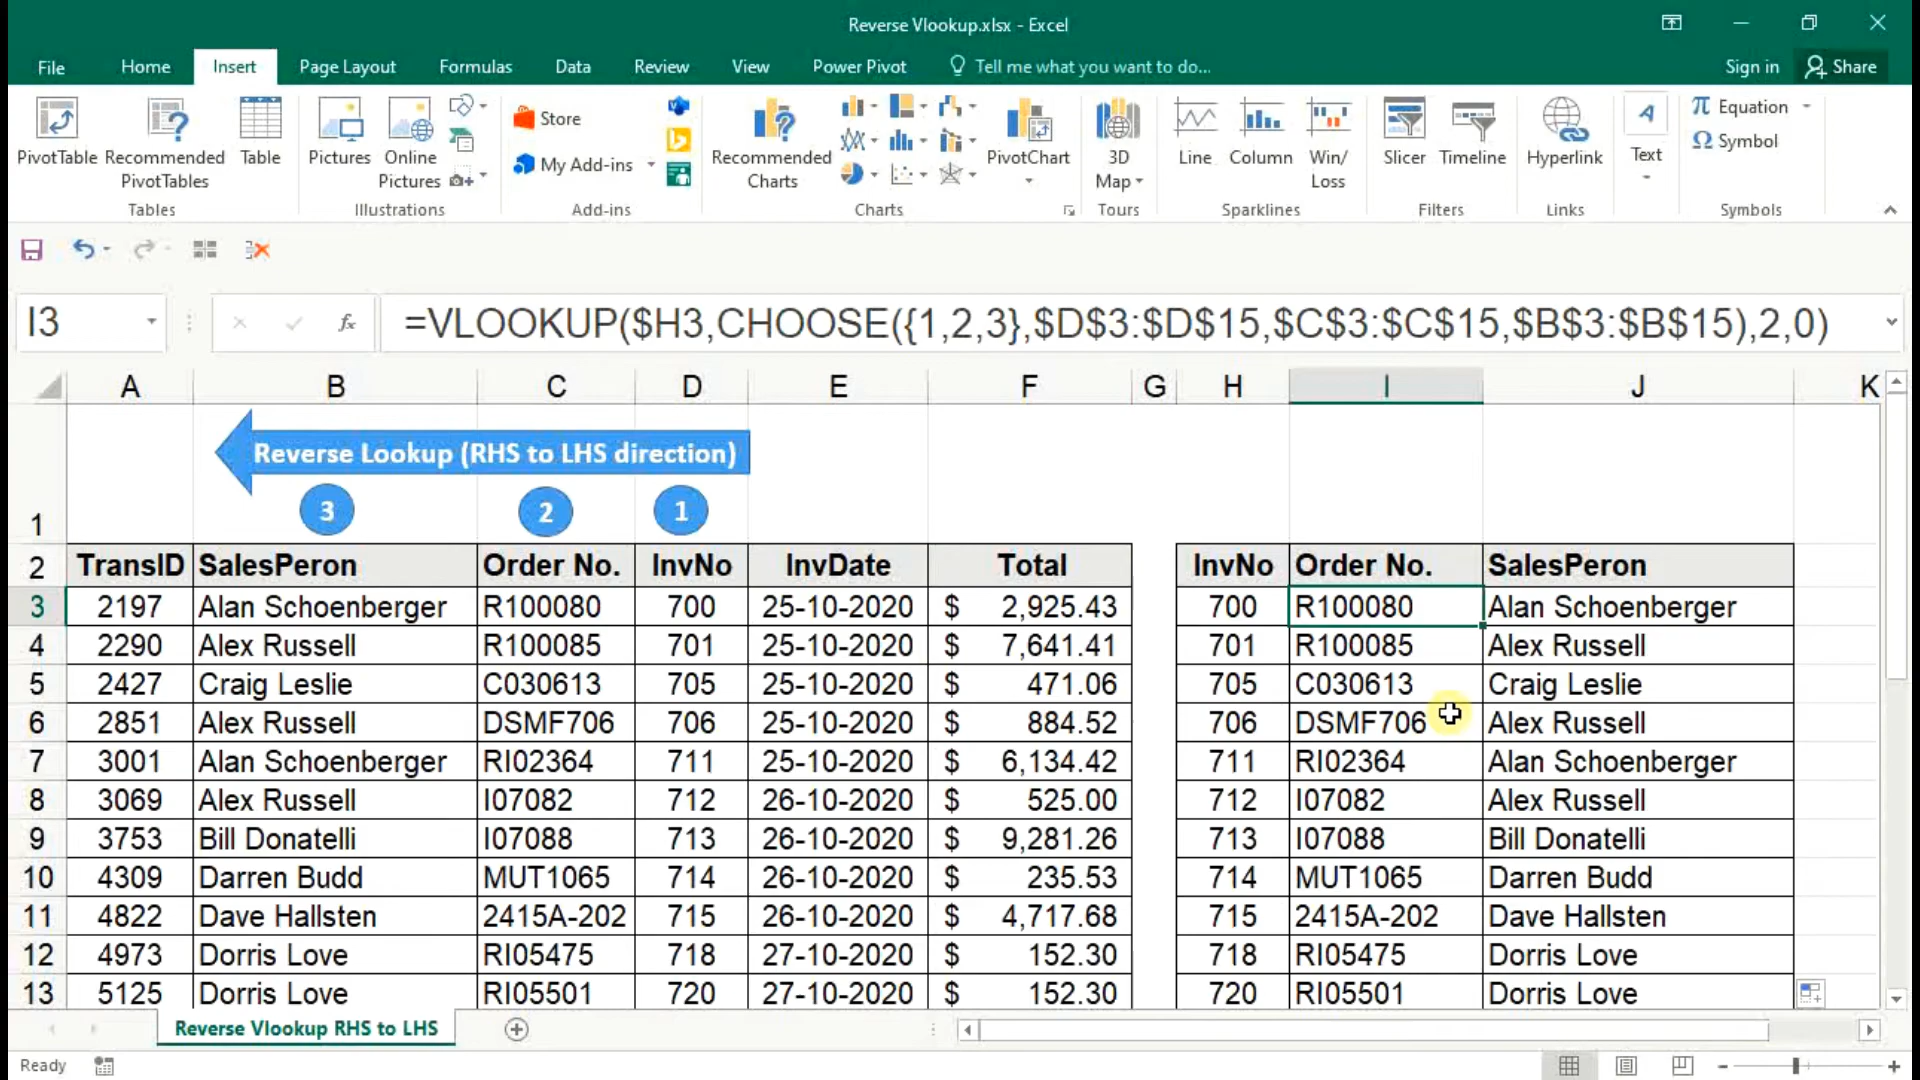 Reverse Vlookup.xlsx - Excel
File Home Insert Page Layout Formulas Data Review View Power Pivot Tell me what you want to do... Sign in Share
PivotTable
Recommended PivotTables
Table
Tables
Pictures
Online Pictures
Illustrations
Store
My Add-ins
Add-ins
Recommended Charts
PivotChart
Charts
3D Map
Tours
Line
Column
Win/ Loss
Sparklines
Slicer
Timeline
Filters
Hyperlink
Links
Text
Equation
Symbol
Symbols
I3 fx =VLOOKUP($H3,CHOOSE({1,2,3},$D$3:$D$15,$C$3:$C$15,$B$3:$B$15),2,0)
A B C D E F G H I J K
Reverse Lookup (RHS to LHS direction)
3 2 1
1
2 TransID SalesPeron Order No. InvNo InvDate Total InvNo Order No. SalesPeron
3 2197 Alan Schoenberger R100080 700 25-10-2020 $ 2,925.43 700 R100080 Alan Schoenberger
4 2290 Alex Russell R100085 701 25-10-2020 $ 7,641.41 701 R100085 Alex Russell
5 2427 Craig Leslie C030613 705 25-10-2020 $ 471.06 705 C030613 Craig Leslie
6 2851 Alex Russell DSMF706 706 25-10-2020 $ 884.52 706 DSMF706 Alex Russell
7 3001 Alan Schoenberger RI02364 711 25-10-2020 $ 6,134.42 711 RI02364 Alan Schoenberger
8 3069 Alex Russell I07082 712 26-10-2020 $ 525.00 712 I07082 Alex Russell
9 3753 Bill Donatelli I07088 713 26-10-2020 $ 9,281.26 713 I07088 Bill Donatelli
10 4309 Darren Budd MUT1065 714 26-10-2020 $ 235.53 714 MUT1065 Darren Budd
11 4822 Dave Hallsten 2415A-202 715 26-10-2020 $ 4,717.68 715 2415A-202 Dave Hallsten
12 4973 Dorris Love RI05475 718 27-10-2020 $ 152.30 718 RI05475 Dorris Love
13 5125 Dorris Love RI05501 720 27-10-2020 $ 152.30 720 RI05501 Dorris Love
Reverse Vlookup RHS to LHS
Ready